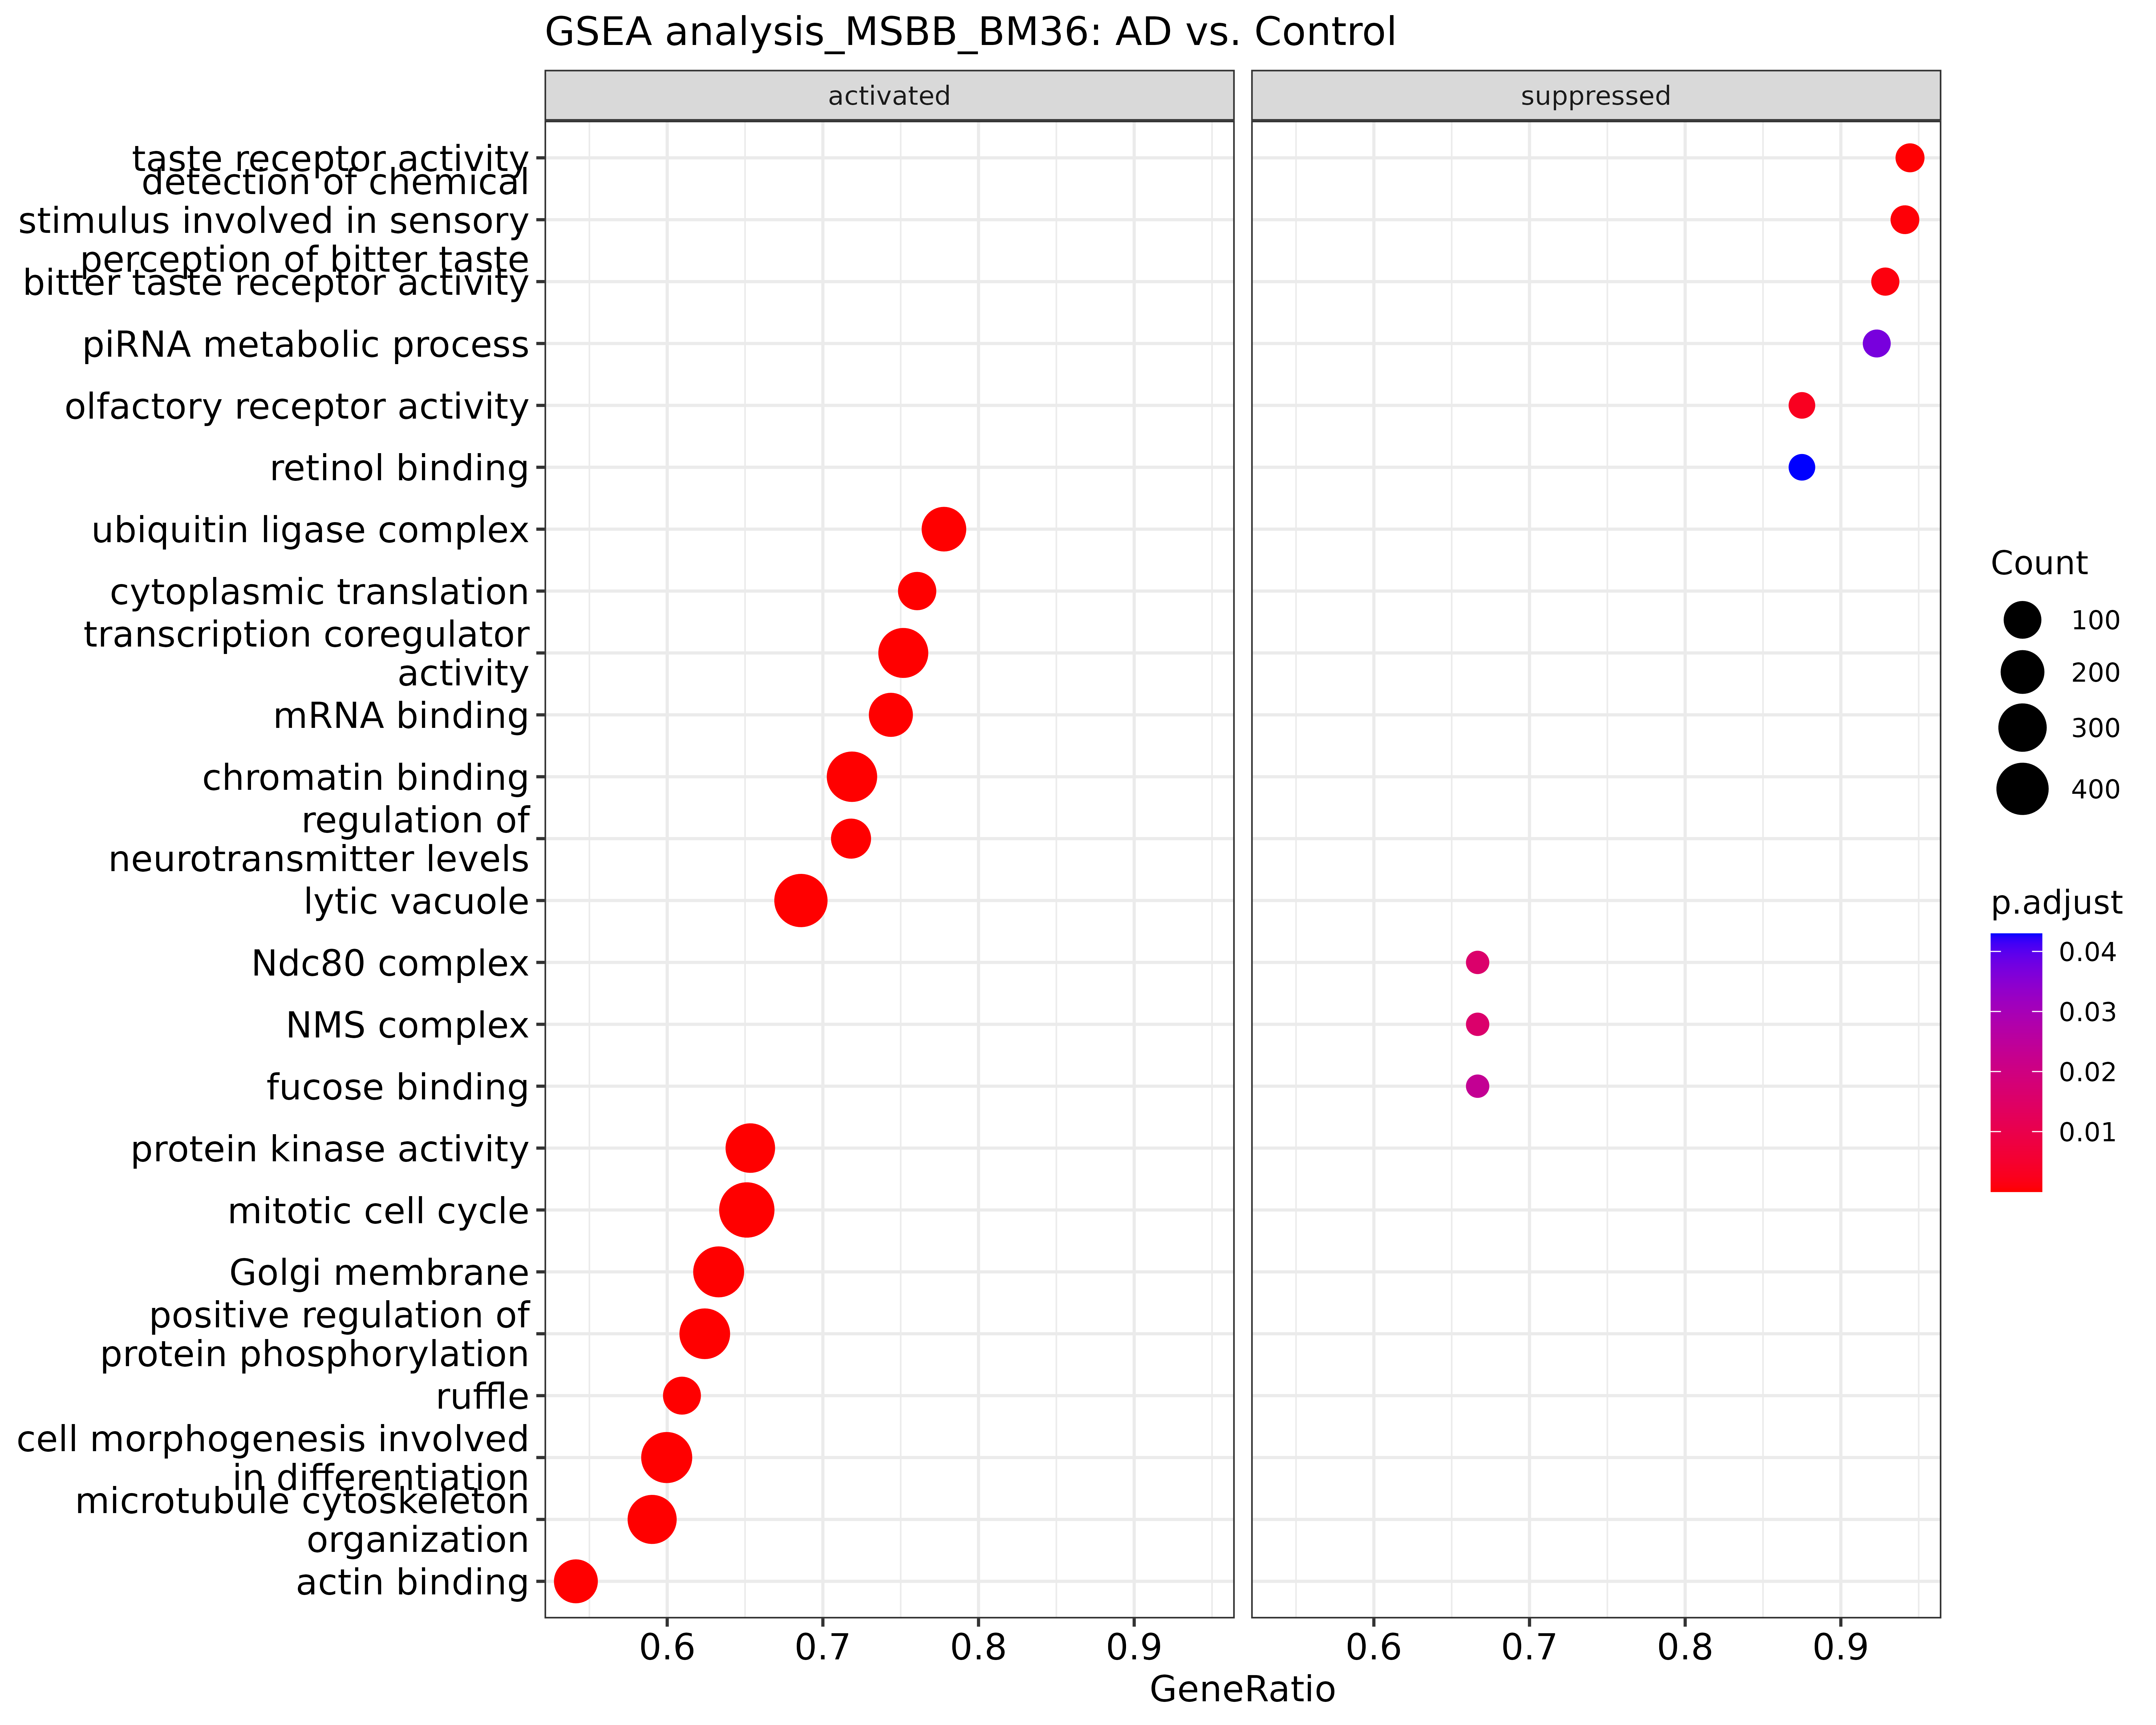 GSEA analysis_MSBB_BM36: AD vs. Control
activated
suppressed
taste receptor activity
detection of chemical
stimulus involved in sensory
perception of bitter taste
bitter taste receptor activity
piRNA metabolic process
olfactory receptor activity
retinol binding
ubiquitin ligase complex
cytoplasmic translation
transcription coregulator
activity
mRNA binding
chromatin binding
regulation of
neurotransmitter levels
lytic vacuole
Ndc80 complex
NMS complex
fucose binding
protein kinase activity
mitotic cell cycle
Golgi membrane
positive regulation of
protein phosphorylation
ruffle
cell morphogenesis involved
in differentiation
microtubule cytoskeleton
organization
actin binding
0.6 0.7 0.8 0.9
0.6 0.7 0.8 0.9
GeneRatio
Count
100
200
300
400
p.adjust
0.04
0.03
0.02
0.01